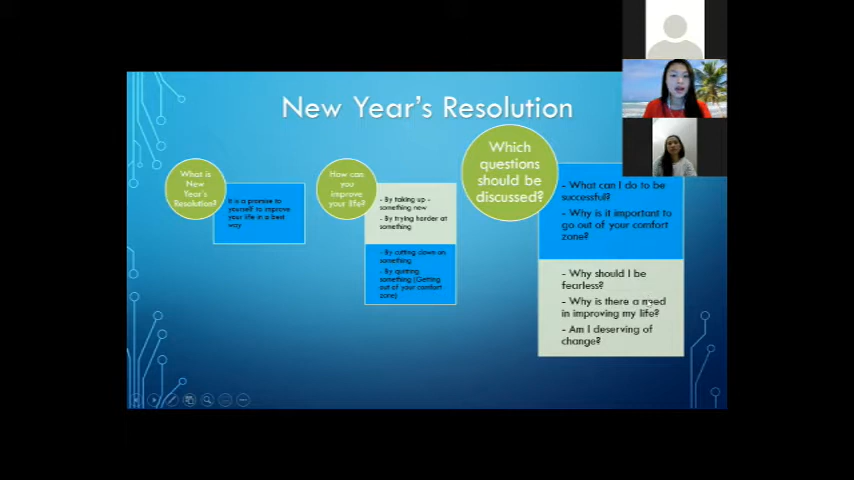 New Year's Resolution
What is
New
Year's
Resolution?
It is a promise to
yourself to improve
your life in a best
way
How can
you
improve
your life?
- By taking up -
something new
- By trying harder at
something
- By cutting down on
something
- By quitting
something (Getting
out of your comfort
zone)
Which
questions
should be
discussed?
- What can I do to be
successful?
- Why is it important to
go out of your comfort
zone?
- Why should I be
fearless?
- Why is there a need
in improving my life?
- Am I deserving of
change?